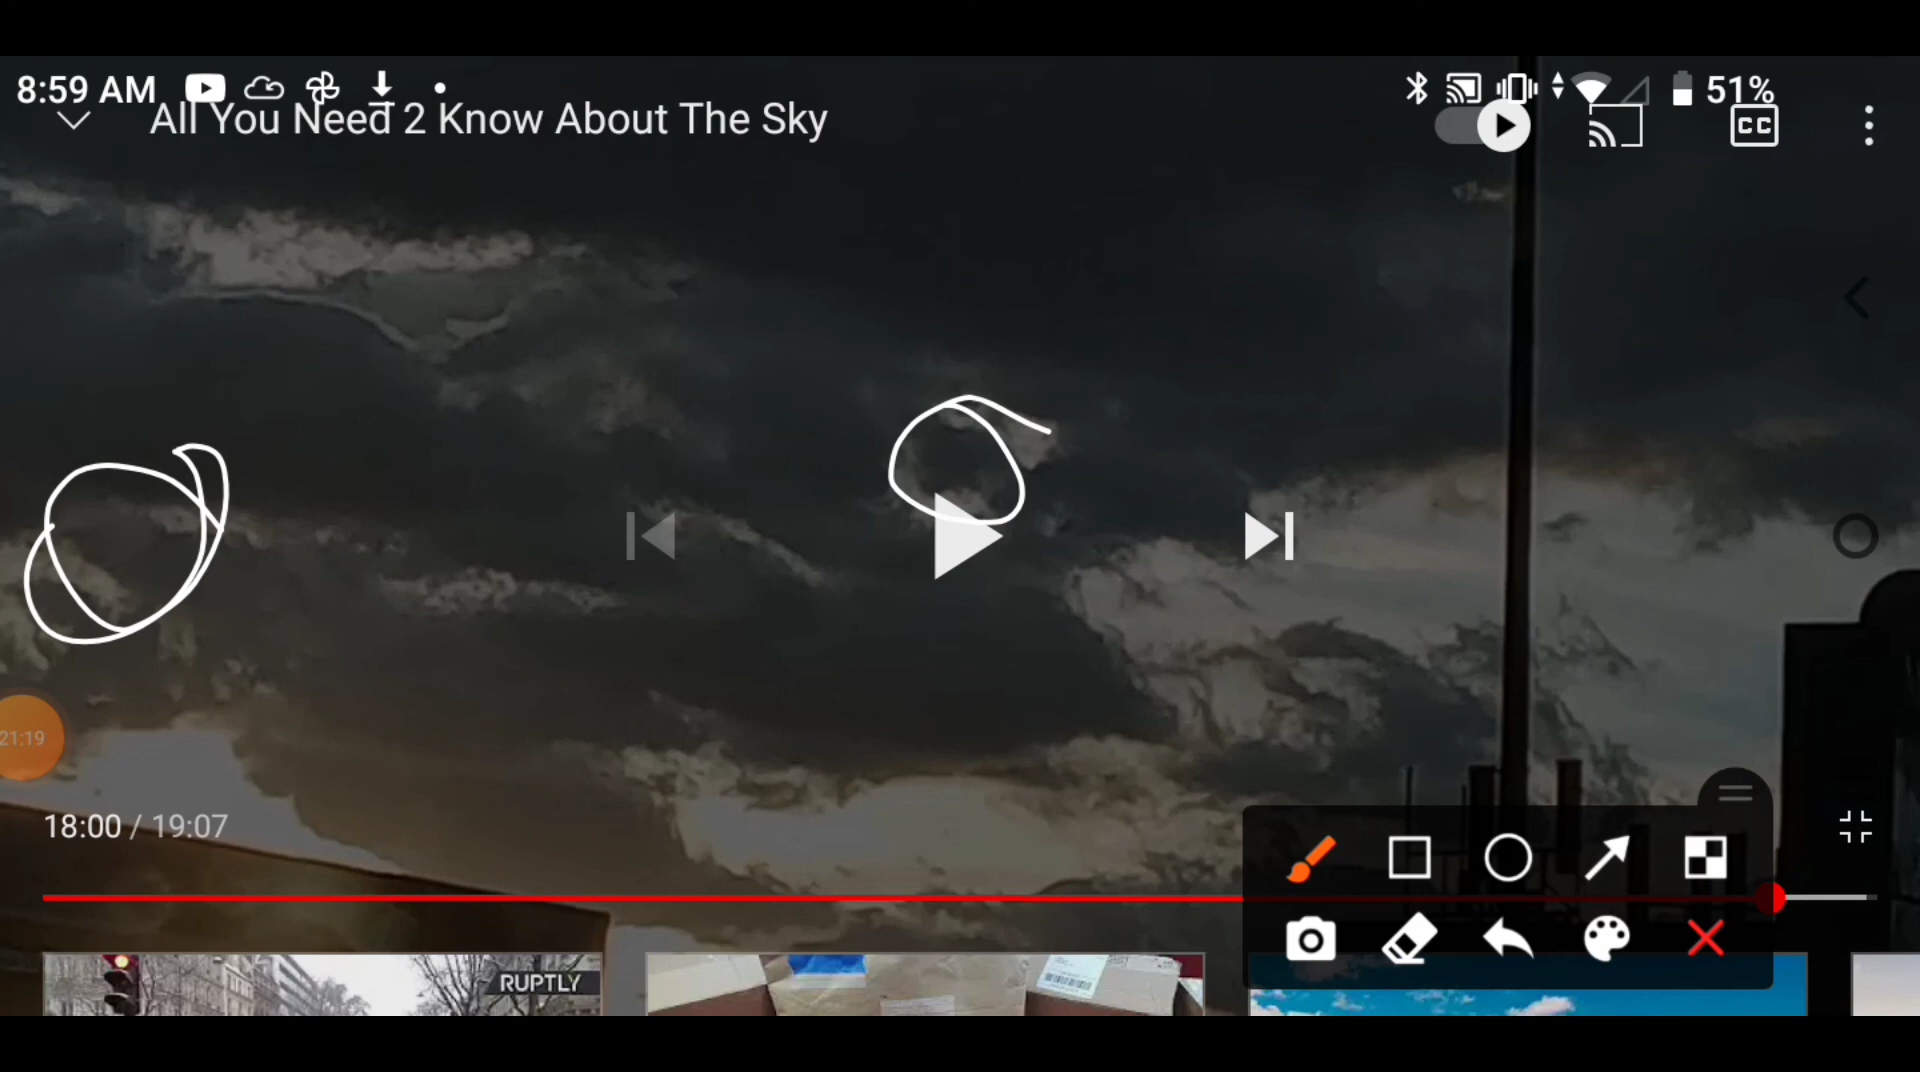 8:59 AM
51%
All You Need 2 Know About The Sky
CC
21:19
18:00 / 19:07
RUPTLY